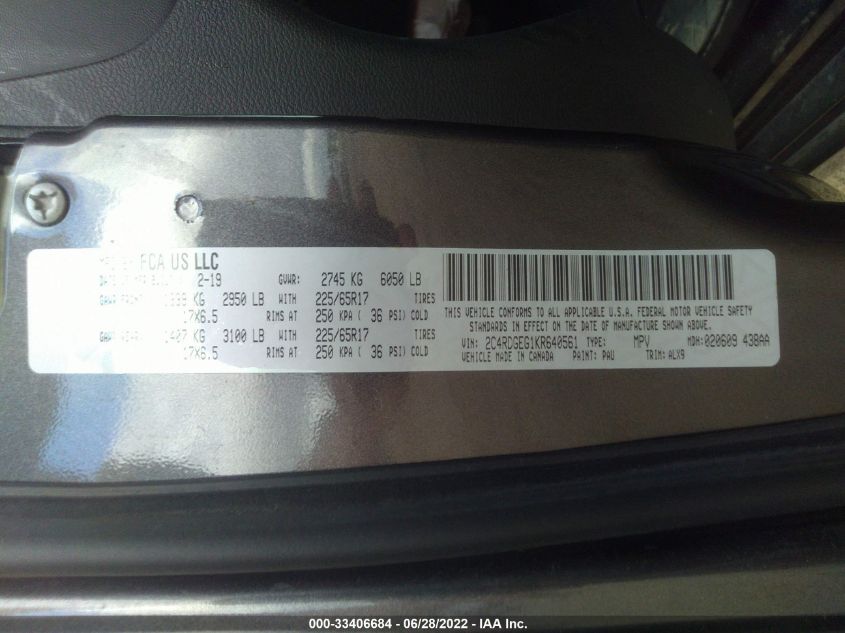 FCA US LLC
2-19 GVWR: 2745 KG 6050 LB
KG 2950 LB WITH 225/65R17 TIRES
17X6.5 RIMS AT 250 KPA ( 36 PSI) COLD
1407 KG 3100 LB WITH 225/65R17 TIRES
17X6.5 RIMS AT 250 KPA ( 36 PSI) COLD
THIS VEHICLE CONFORMS TO ALL APPLICABLE U.S.A. FEDERAL MOTOR VEHICLE SAFETY
STANDARDS IN EFFECT ON THE DATE OF MANUFACTURE SHOWN ABOVE.
VIN: 2C4RDGEG1KR640561 TYPE: MPV MDH: 020609 438AA
VEHICLE MADE IN CANADA PAINT: PAU TRIM: ALX9
000-33406684 - 06/28/2022 - IAA Inc.